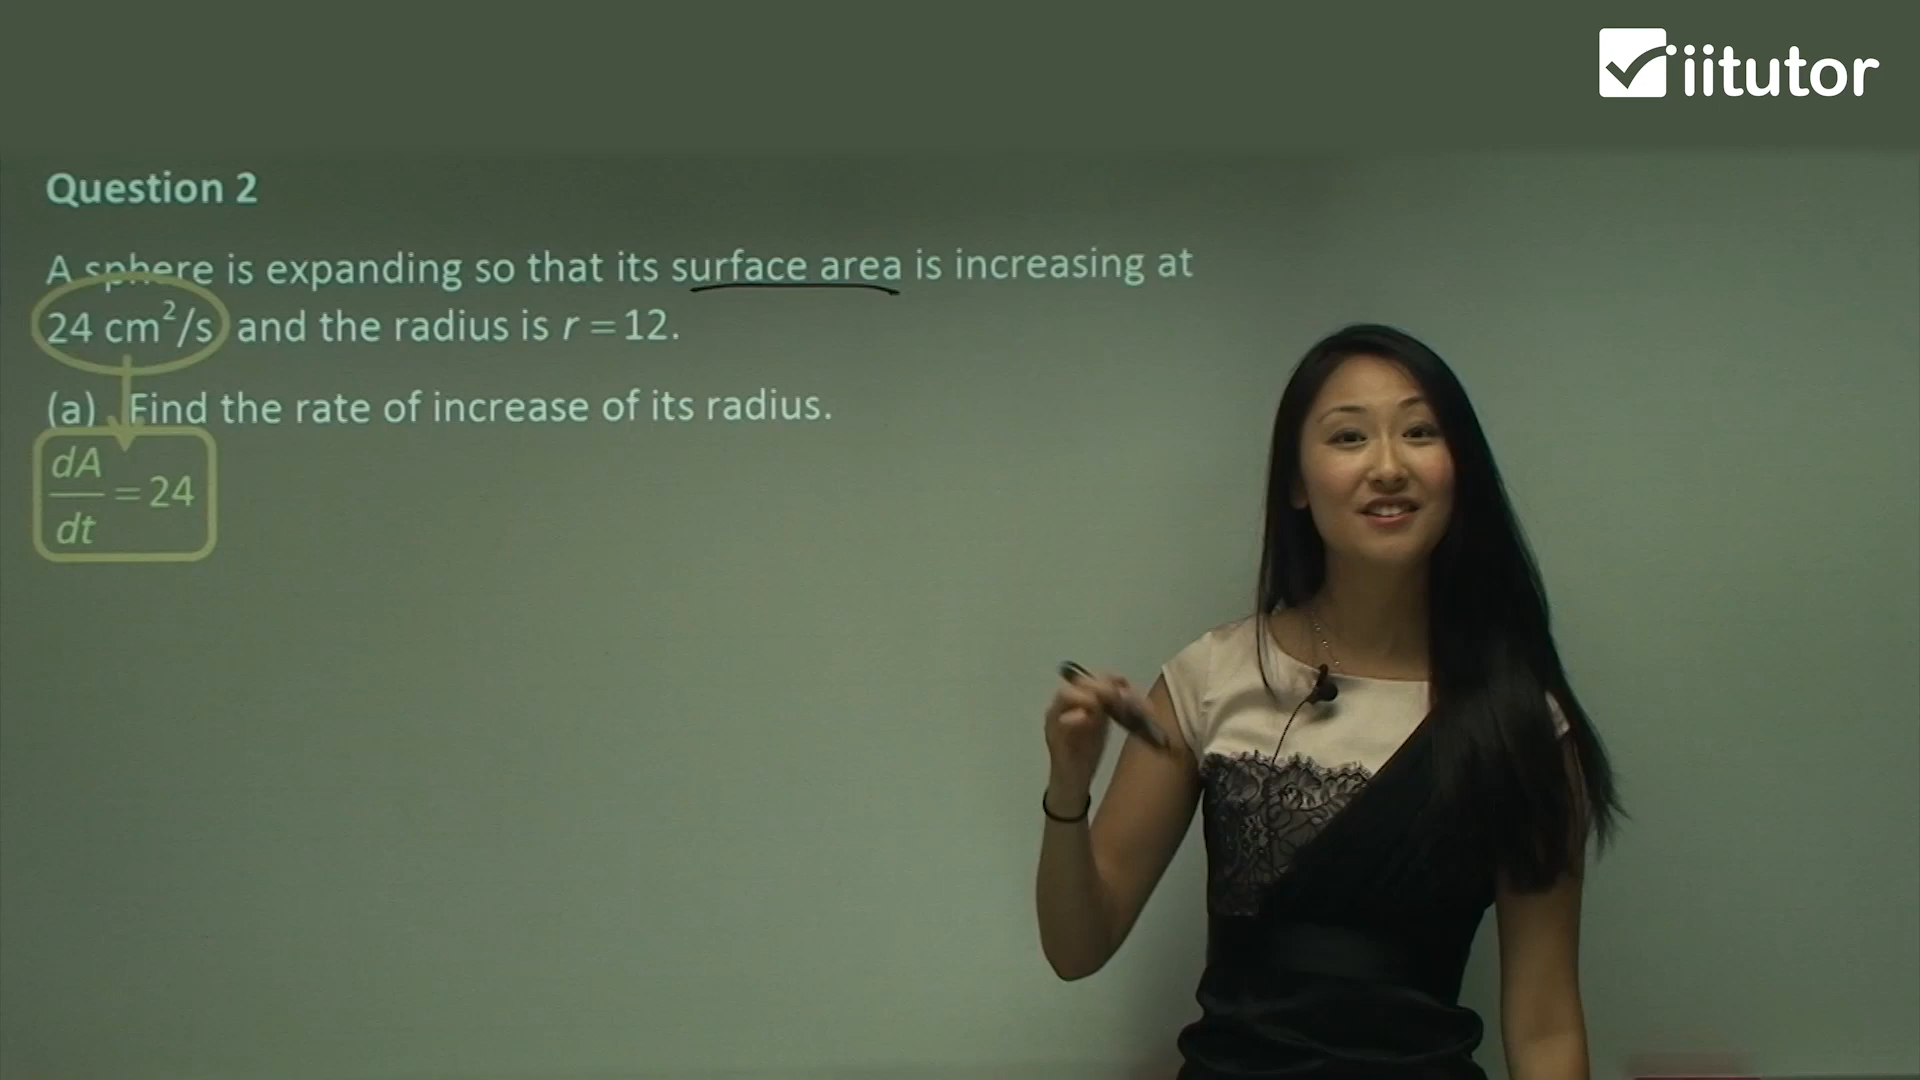 iitutor
Question 2
A sphere is expanding so that its surface area is increasing at
24 cm²/s and the radius is r = 12.
(a) Find the rate of increase of its radius.
dA/dt = 24